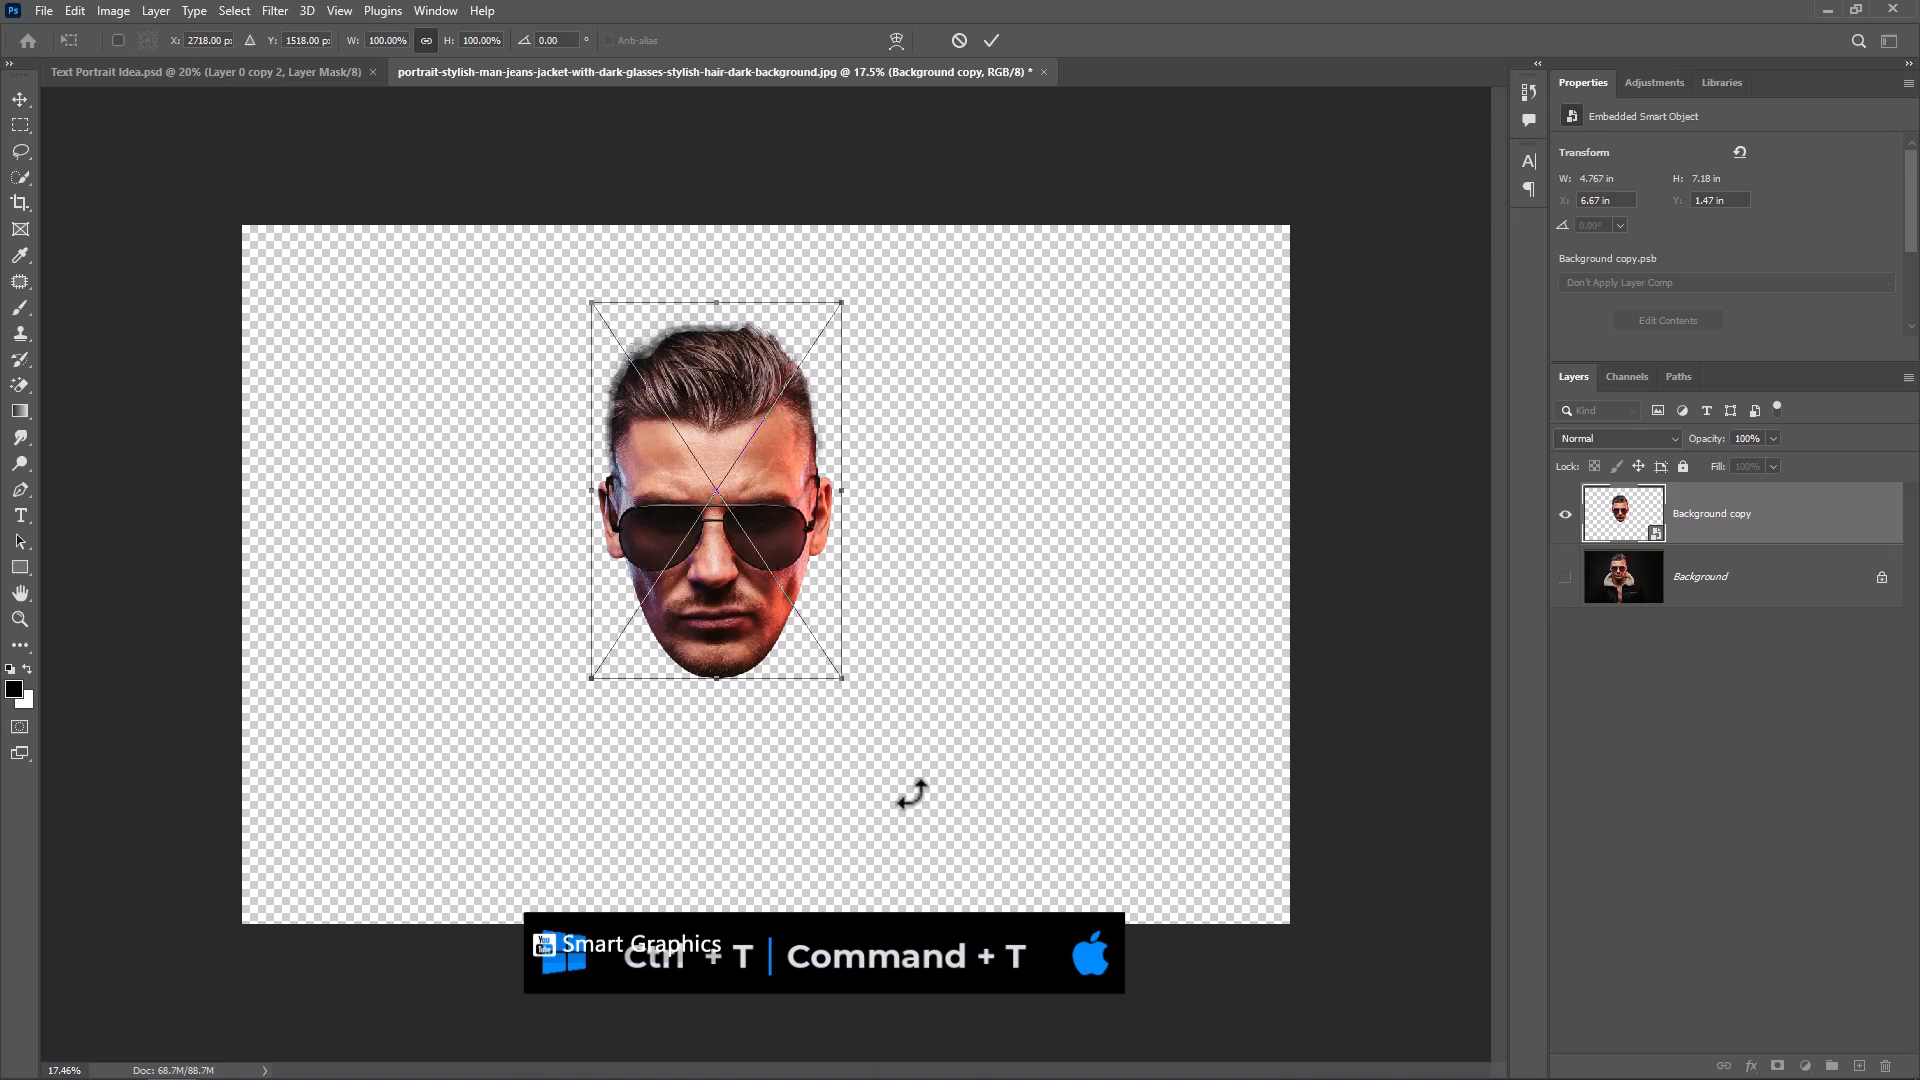 Ps File Edit Image Layer Type Select Filter 3D View Plugins Window Help
X: 2718.00 p: Y: 1518.00 p: W: 100.00% H: 100.00% 0.00 ° Anti-alias
Text Portrait Idea.psd @ 20% (Layer 0 copy 2, Layer Mask/8) × portrait-stylish-man-jeans-jacket-with-dark-glasses-stylish-hair-dark-background.jpg @ 17.5% (Background copy, RGB/8) * ×
Properties Adjustments Libraries
Embedded Smart Object
Transform
W: 4.767 in H: 7.18 in
X: 6.67 in Y: 1.47 in
0.00°
Background copy.psb
Don't Apply Layer Comp
Edit Contents
Layers Channels Paths
Kind
Normal Opacity: 100%
Lock: Fill: 100%
Background copy
Background
You Tube Smart Graphics
Ctrl + T | Command + T
17.46% Doc: 68.7M/88.7M